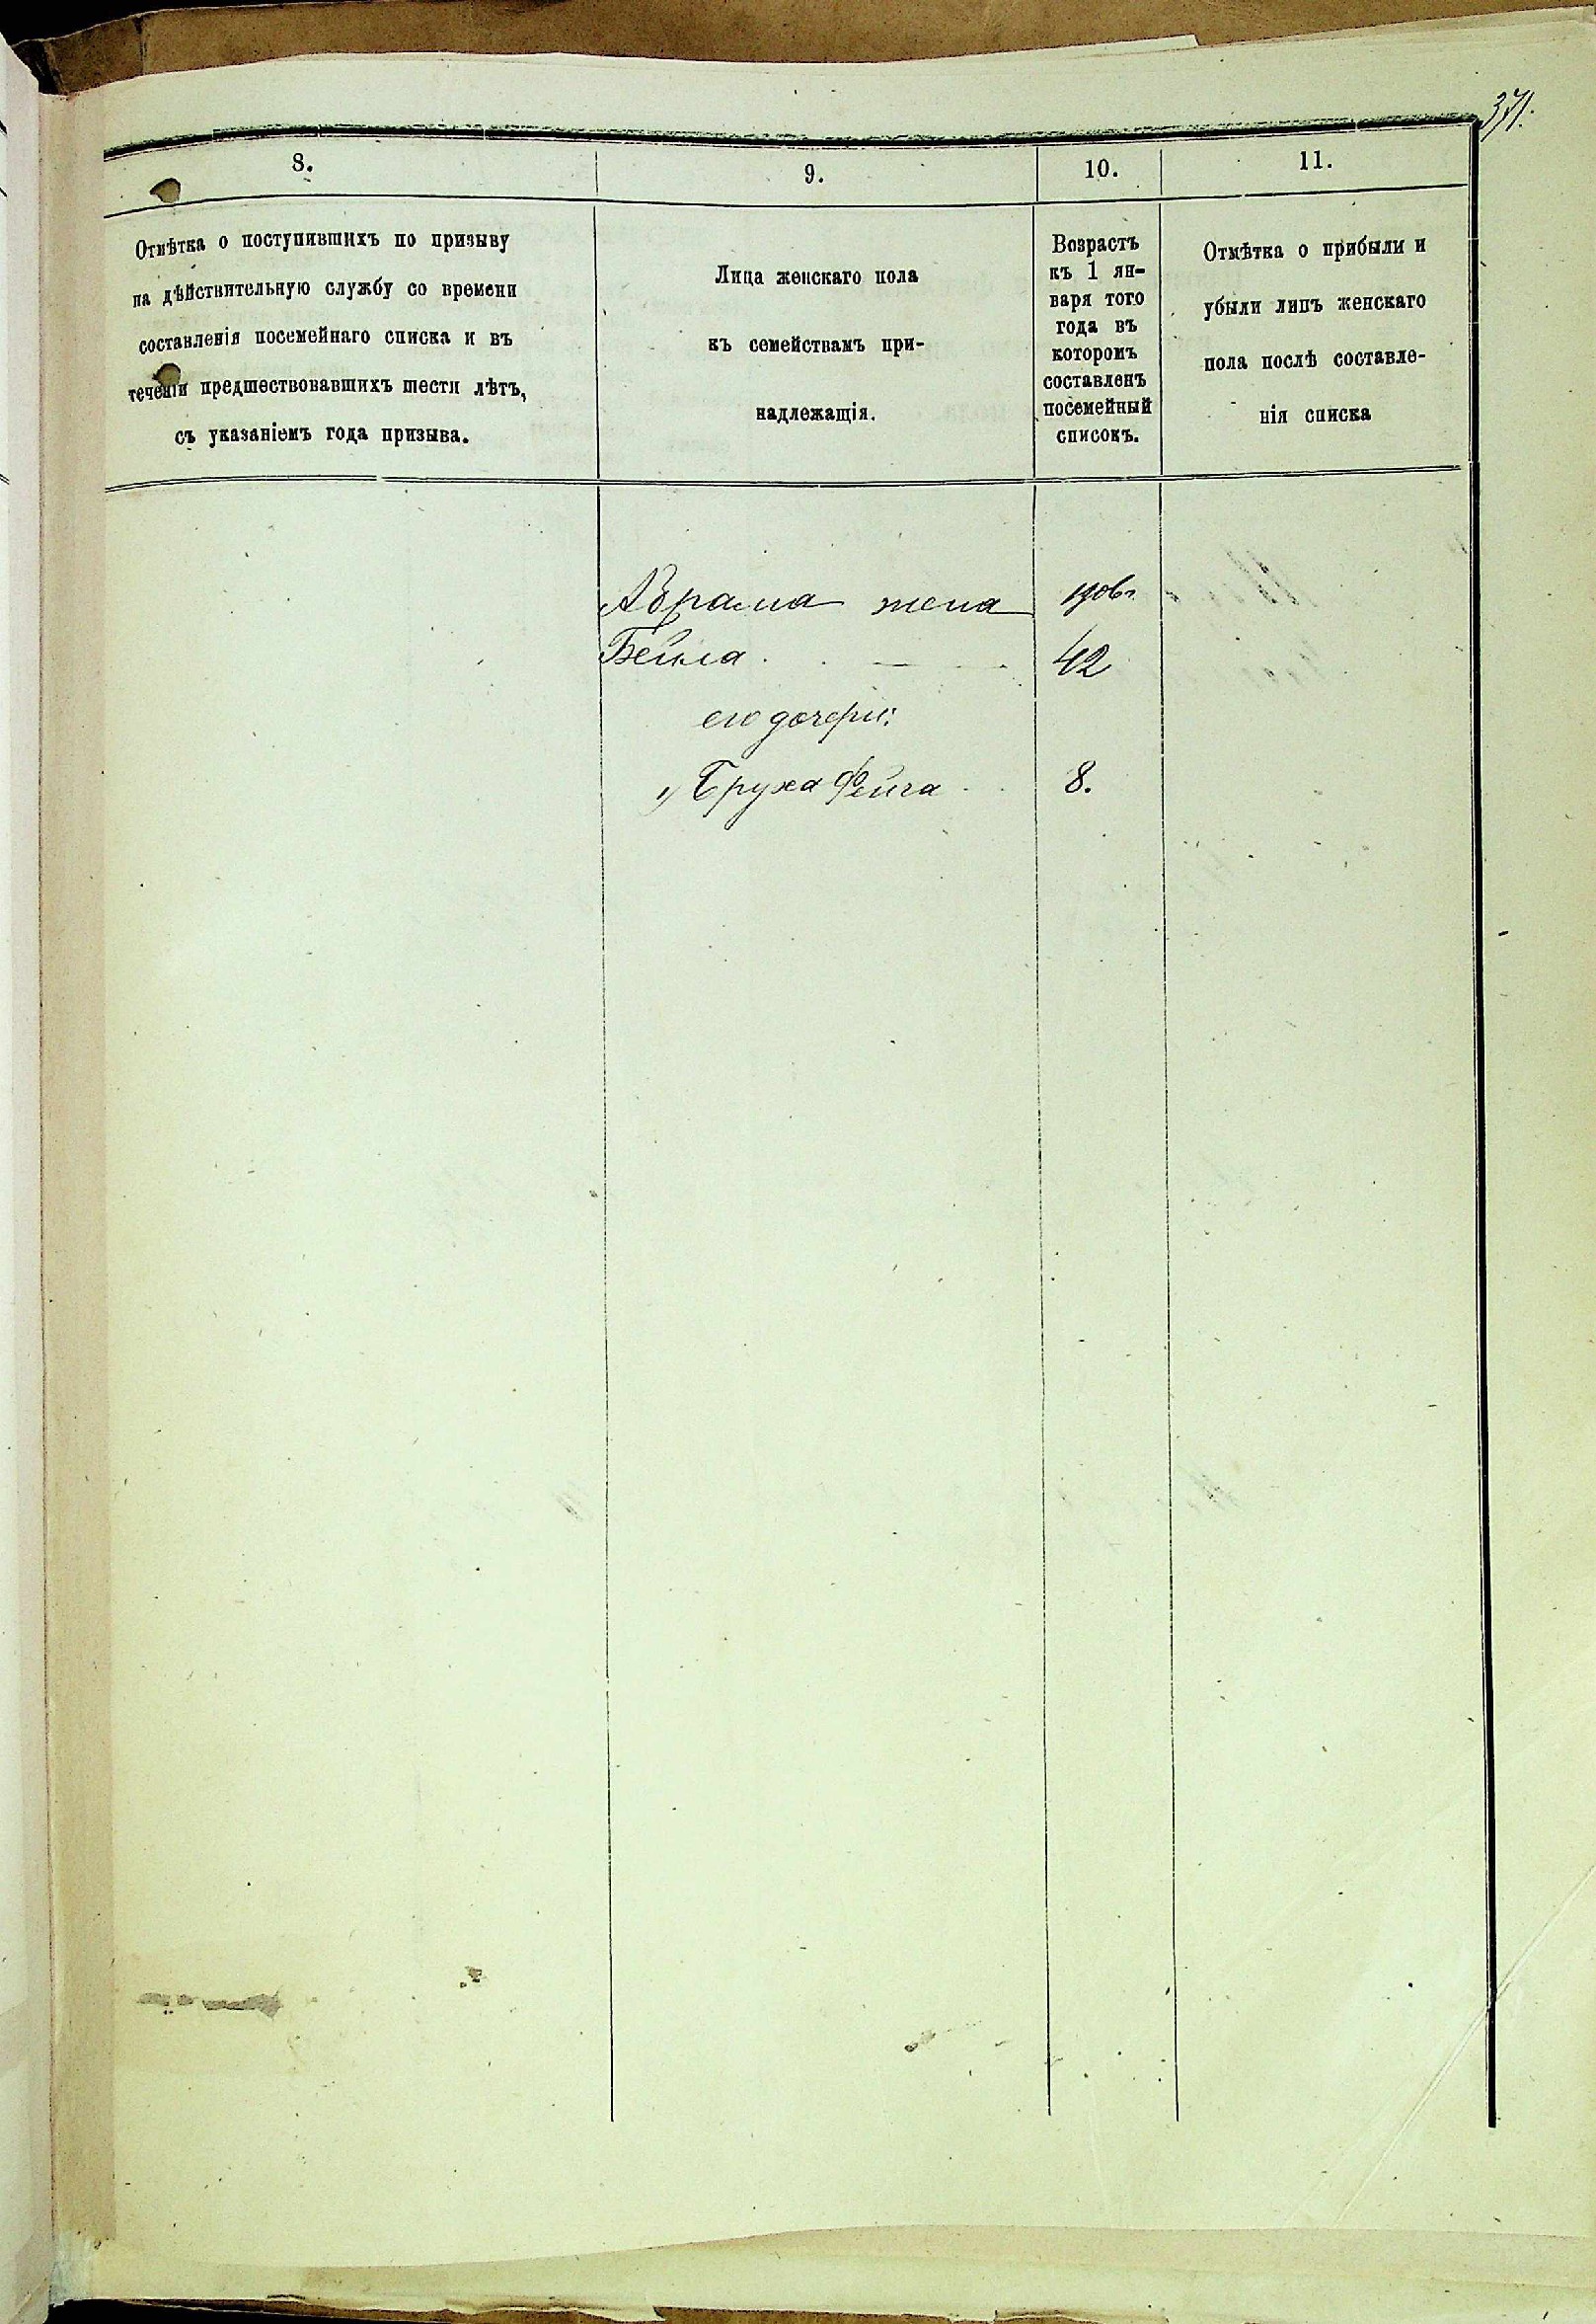 371.
8.
9.
10.
11.
Отмѣтка о поступившихъ по призыву
на дѣйствительную службу со времени
составленія посемейнаго списка и въ
теченіи предшествовавшихъ шести лѣтъ,
съ указаніемъ года призыва.
Лица женскаго пола
къ семействамъ при-
надлежащія.
Возрастъ
къ 1 ян-
варя того
года въ
которомъ
составленъ
посемейный
списокъ.
Отмѣтка о прибыли и
убыли лицъ женскаго
пола послѣ составле-
нія списка
Абрама жена
Бейла 42
его дочери:
1) Бруха Фейга 8.